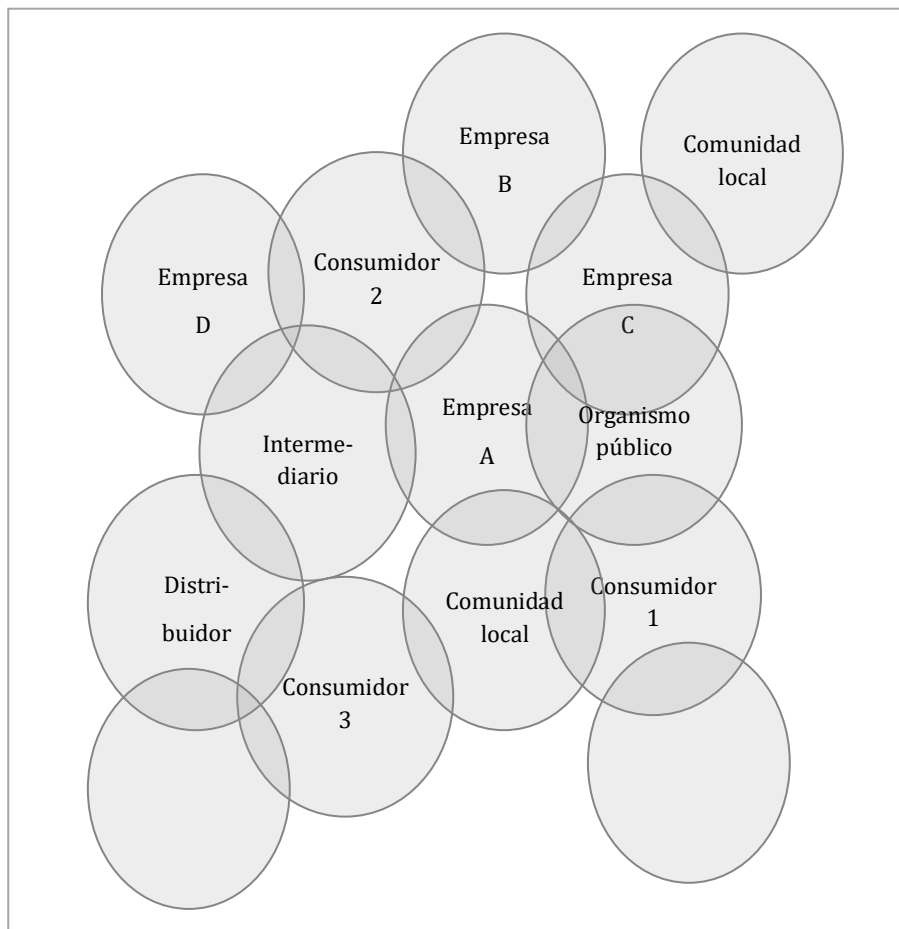 Empresa
B
Comunidad
local
Consumidor
2
Empresa
D
Empresa
C
Empresa
A
Organismo
público
Interme-
diario
Distri-
buidor
Comunidad
local
Consumidor
1
Consumidor
3